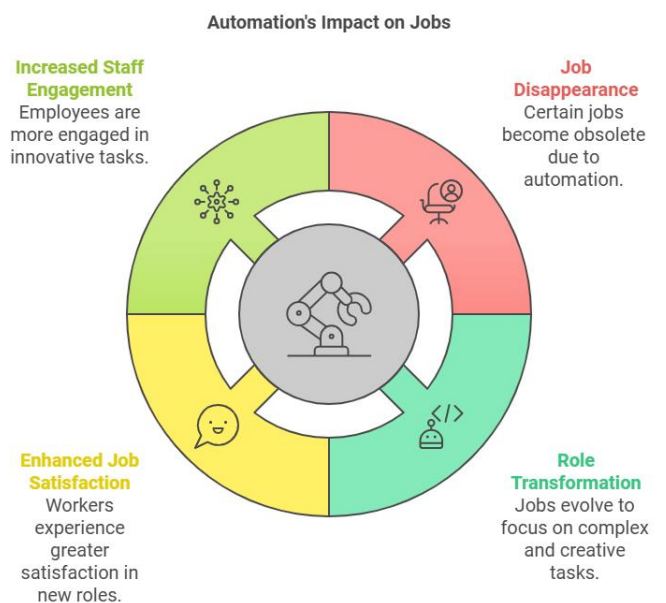 Automation's Impact on Jobs
Increased Staff
Engagement
Employees are
more engaged in
innovative tasks.
Job
Disappearance
Certain jobs
become obsolete
due to
automation.
Enhanced Job
Satisfaction
Workers
experience
greater
satisfaction in
new roles.
Role
Transformation
Jobs evolve to
focus on complex
and creative
tasks.